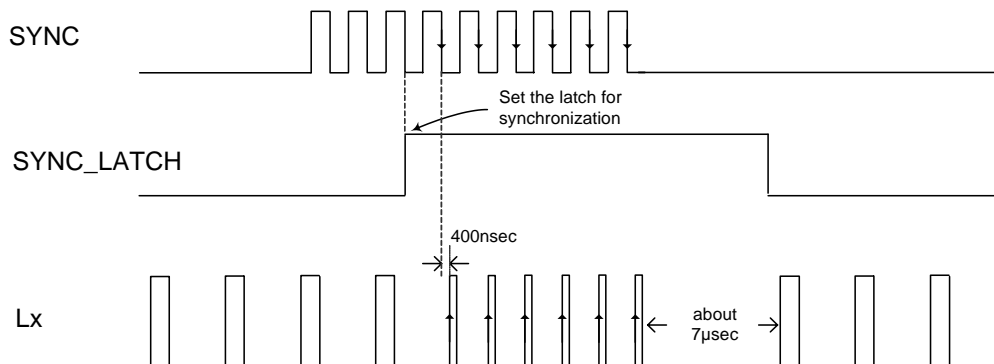 SYNC
Set the latch for
synchronization
SYNC_LATCH
400nsec
Lx
about
7μsec